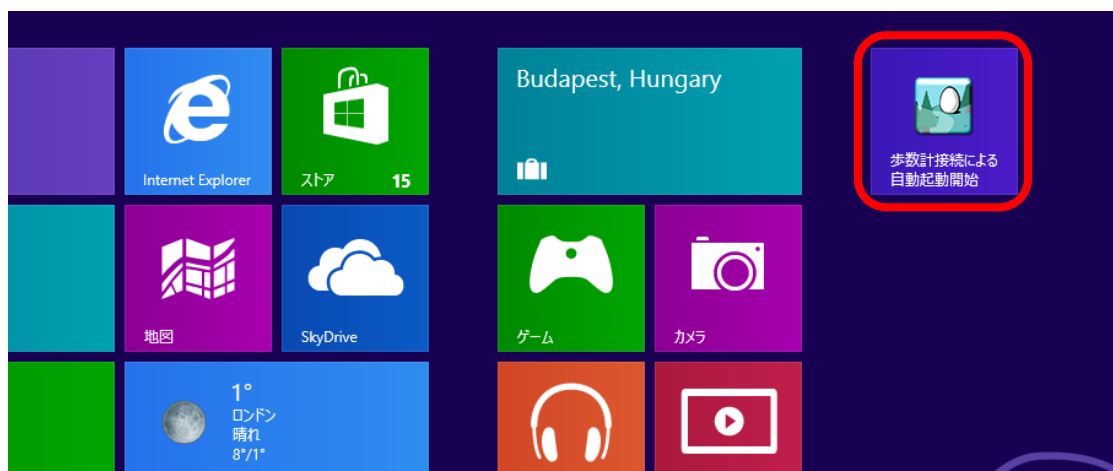 Internet Explorer
ストア
15
Budapest, Hungary
歩数計接続による
自動起動開始
地図
SkyDrive
ゲーム
カメラ
1°
ロンドン
晴れ
8°/1°